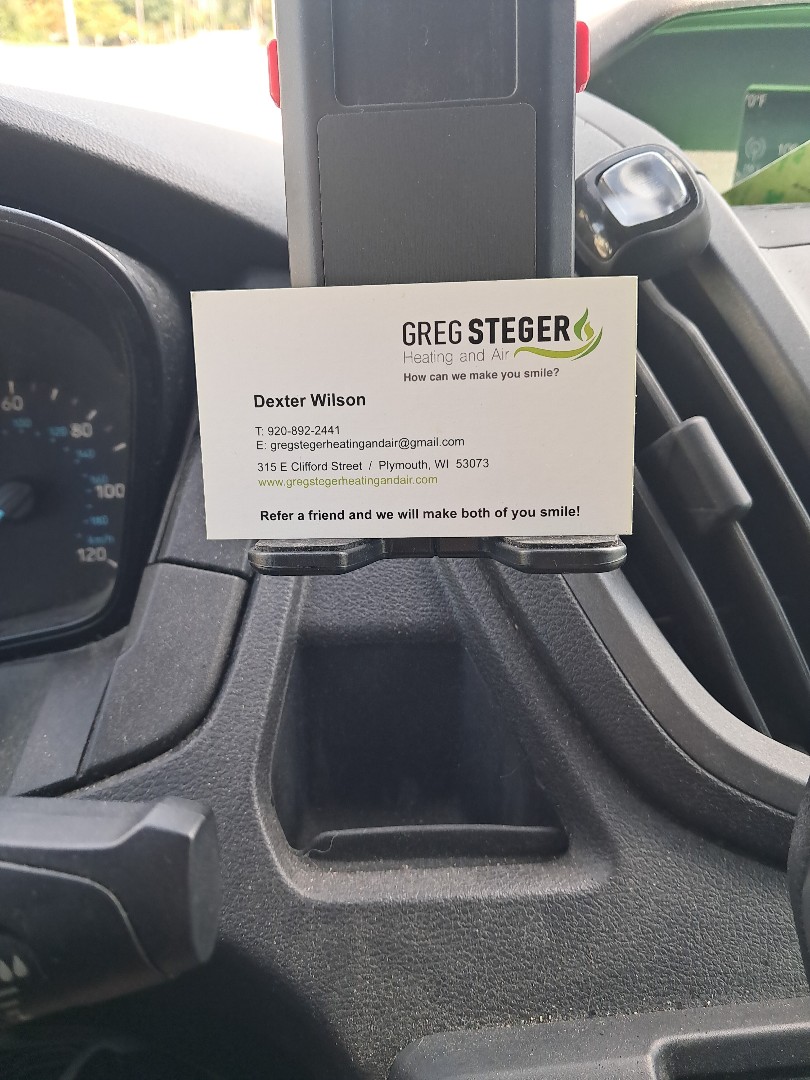 GREG STEGER
Heating and Air
How can we make you smile?
Dexter Wilson
T: 920-892-2441
E: gregstegerheatingandair@gmail.com
315 E Clifford Street / Plymouth, WI 53073
www.gregstegerheatingandair.com
Refer a friend and we will make both of you smile!
60
80
100
120
km/h